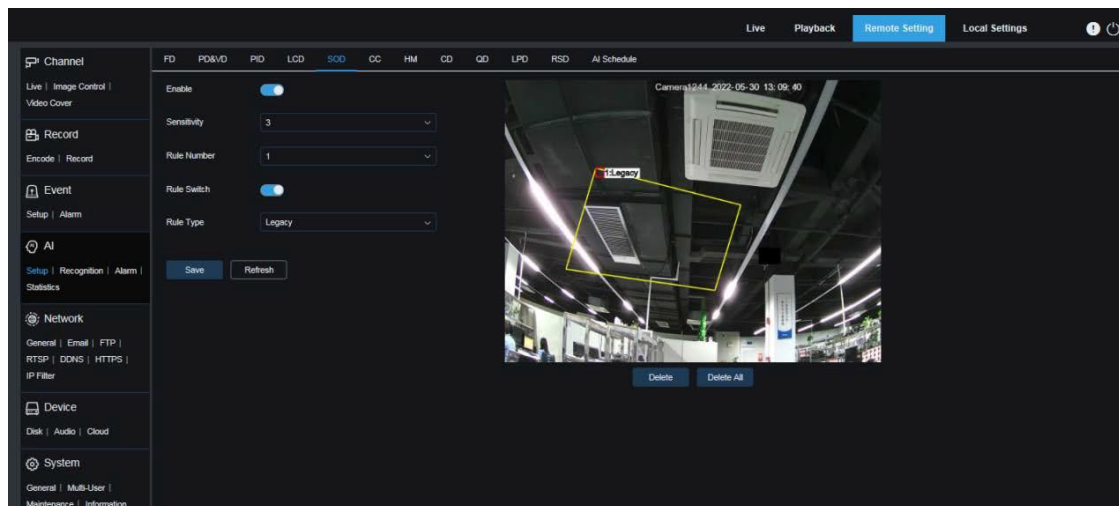 Live Playback Remote Setting Local Settings
Channel
Live | Image Control |
Video Cover
Record
Encode | Record
Event
Setup | Alarm
AI
Setup | Recognition | Alarm |
Statistics
Network
General | Email | FTP |
RTSP | DDNS | HTTPS |
IP Filter
Device
Disk | Audio | Cloud
System
General | Multi-User |
Maintenance | Information
FD PD&VD PID LCD SOD CC HM CD QD LPD RSD AI Schedule
Enable
Sensitivity 3
Rule Number 1
Rule Switch
Rule Type Legacy
Save Refresh
Camera1244 2022-05-30 13:09:40
1:Legacy
Delete Delete All